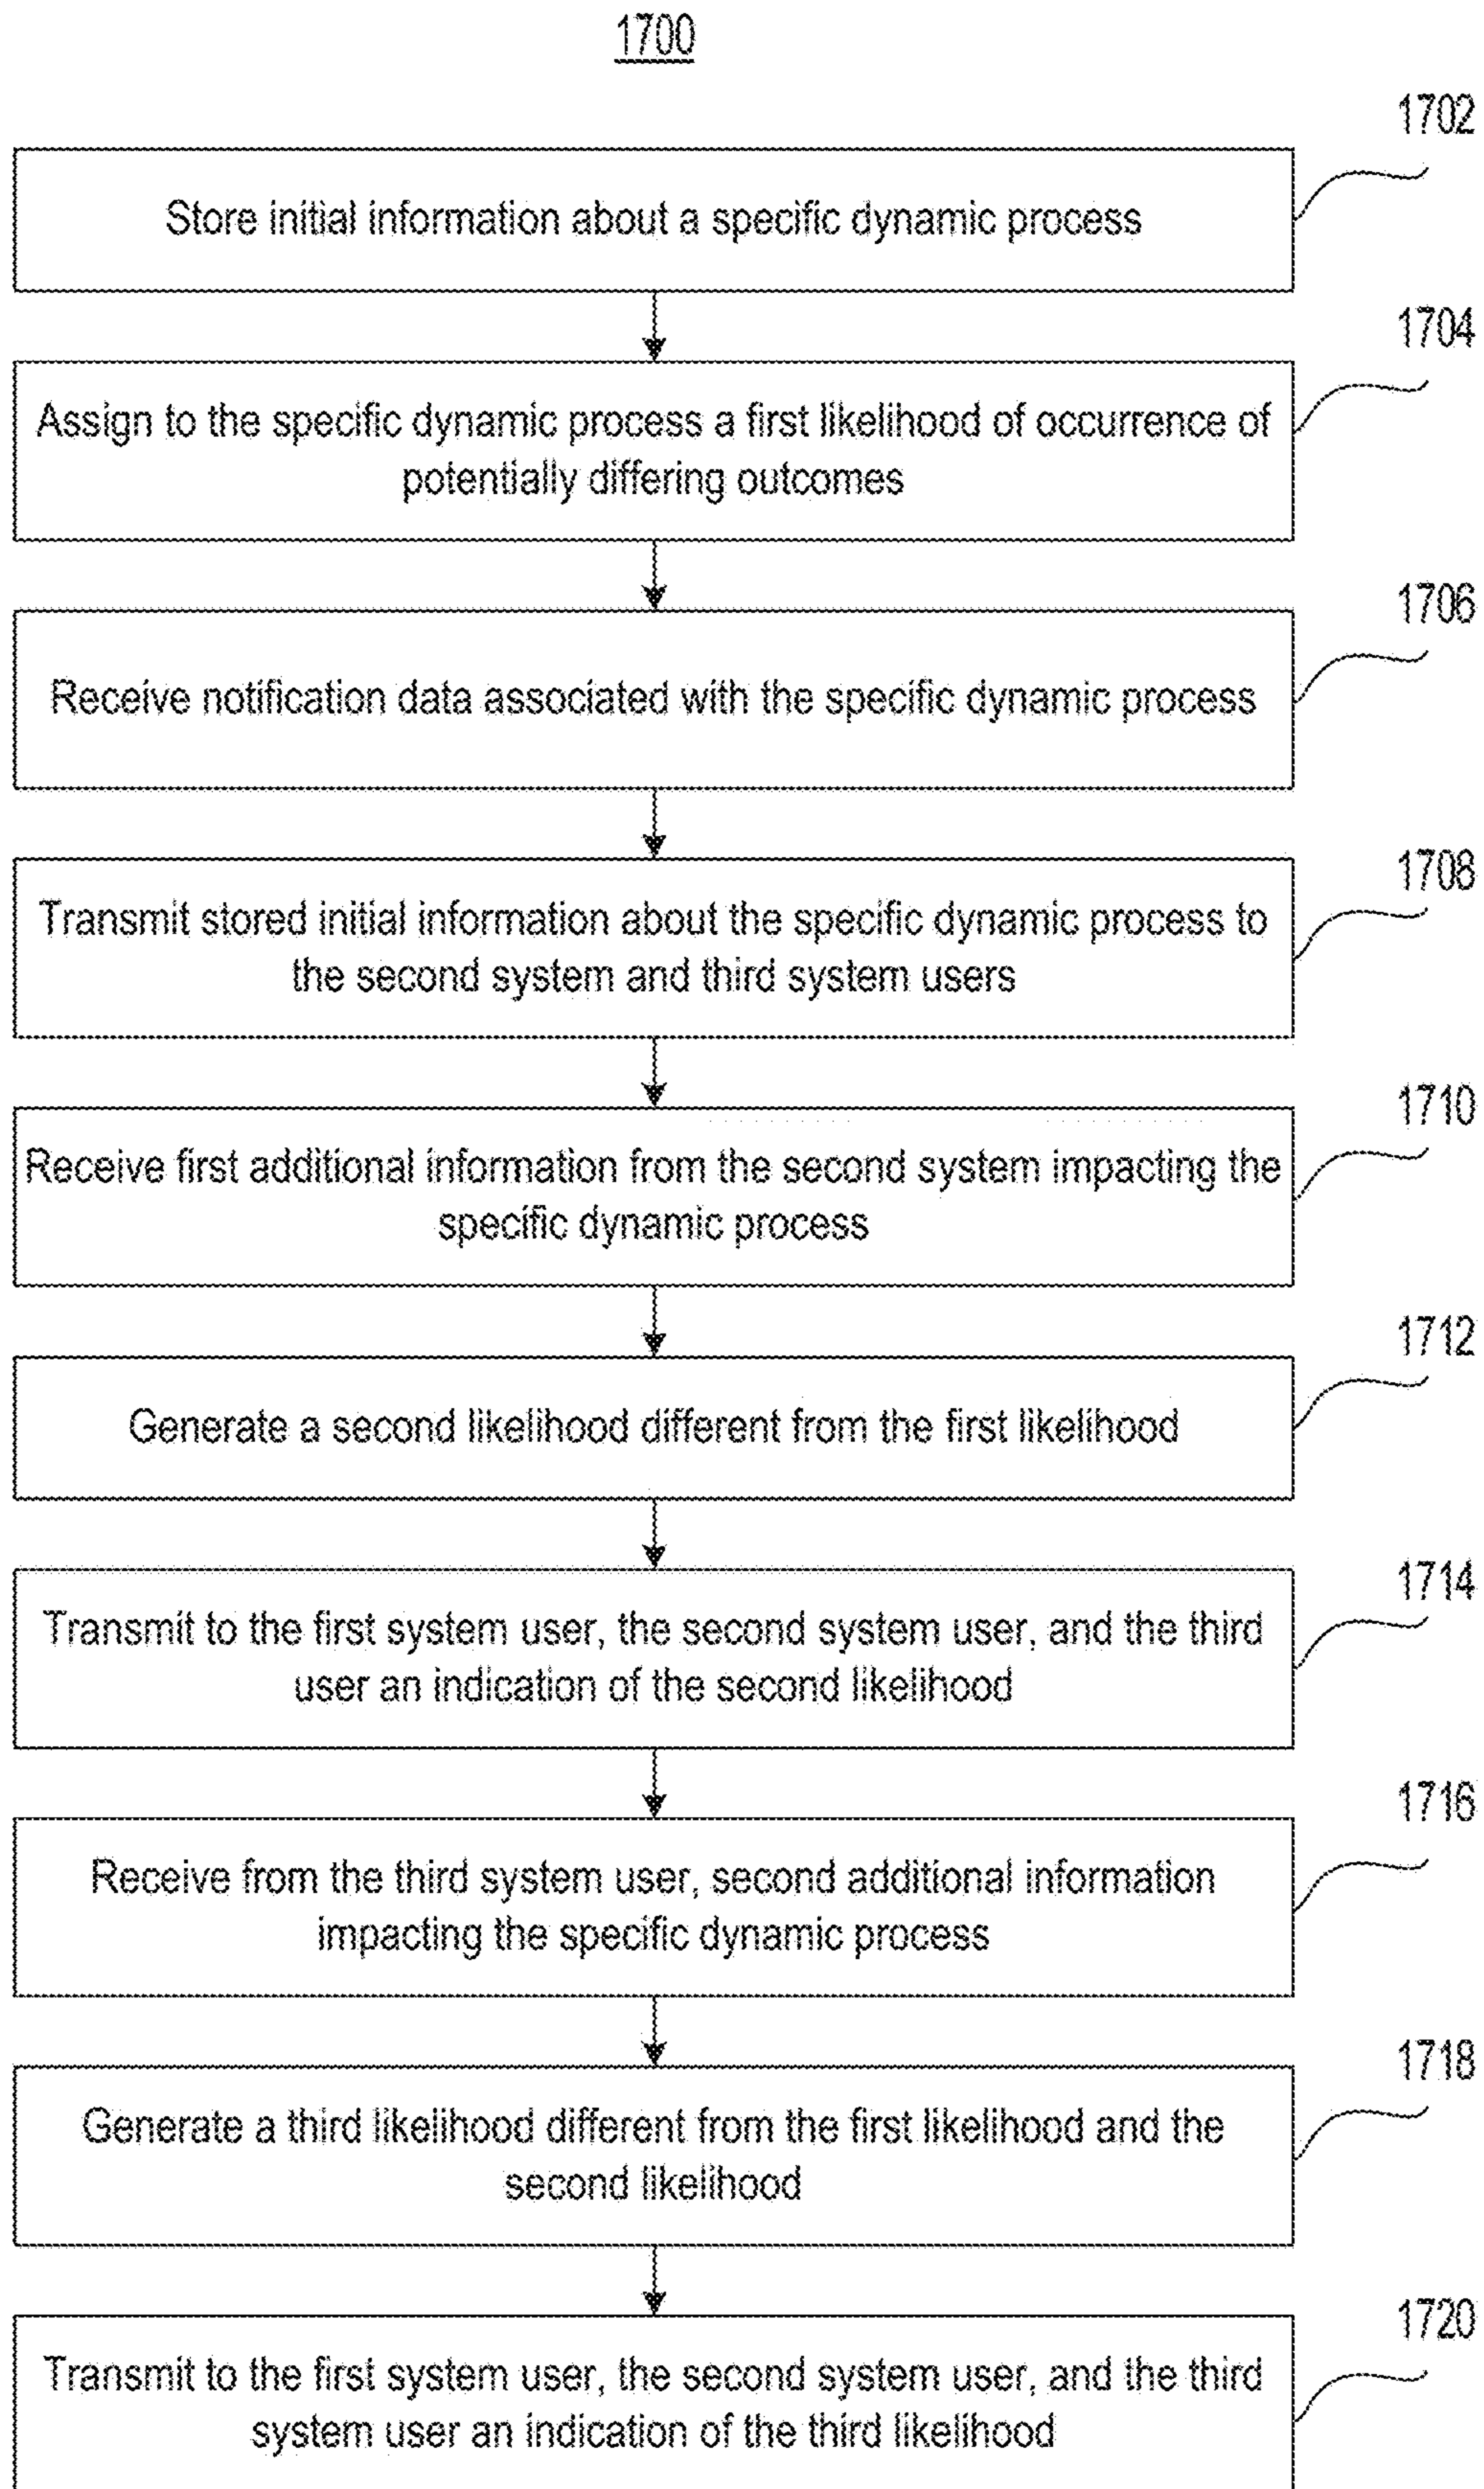 1700
1702
Store initial information about a specific dynamic process
1704
Assign to the specific dynamic process a first likelihood of occurrence of
potentially differing outcomes
1706
Receive notification data associated with the specific dynamic process
1708
Transmit stored initial information about the specific dynamic process to
the second system and third system users
1710
Receive first additional information from the second system impacting the
specific dynamic process
1712
Generate a second likelihood different from the first likelihood
1714
Transmit to the first system user, the second system user, and the third
user an indication of the second likelihood
1716
Receive from the third system user, second additional information
impacting the specific dynamic process
1718
Generate a third likelihood different from the first likelihood and the
second likelihood
1720
Transmit to the first system user, the second system user, and the third
system user an indication of the third likelihood